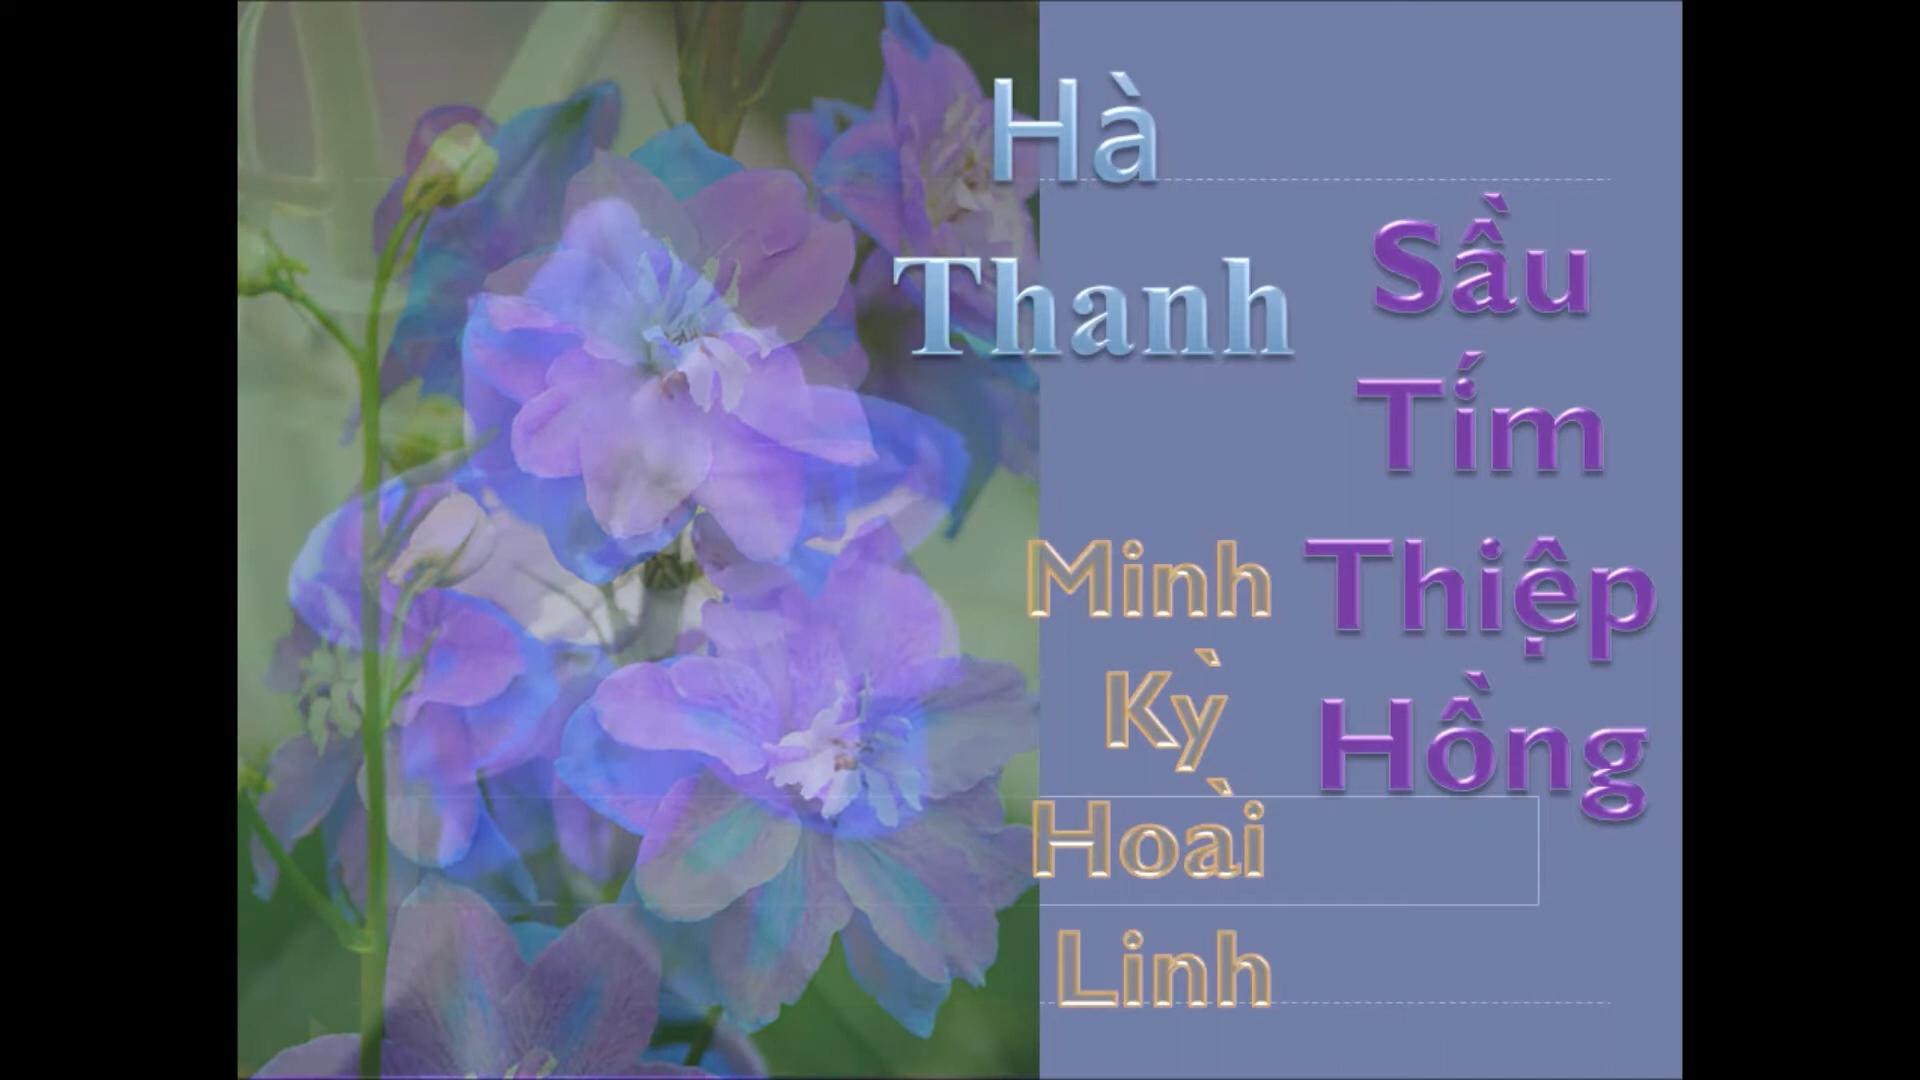 Hà
Thanh
Sầu
Tím
Thiệp
Hồng
Minh
Kỳ
Hoài
Linh